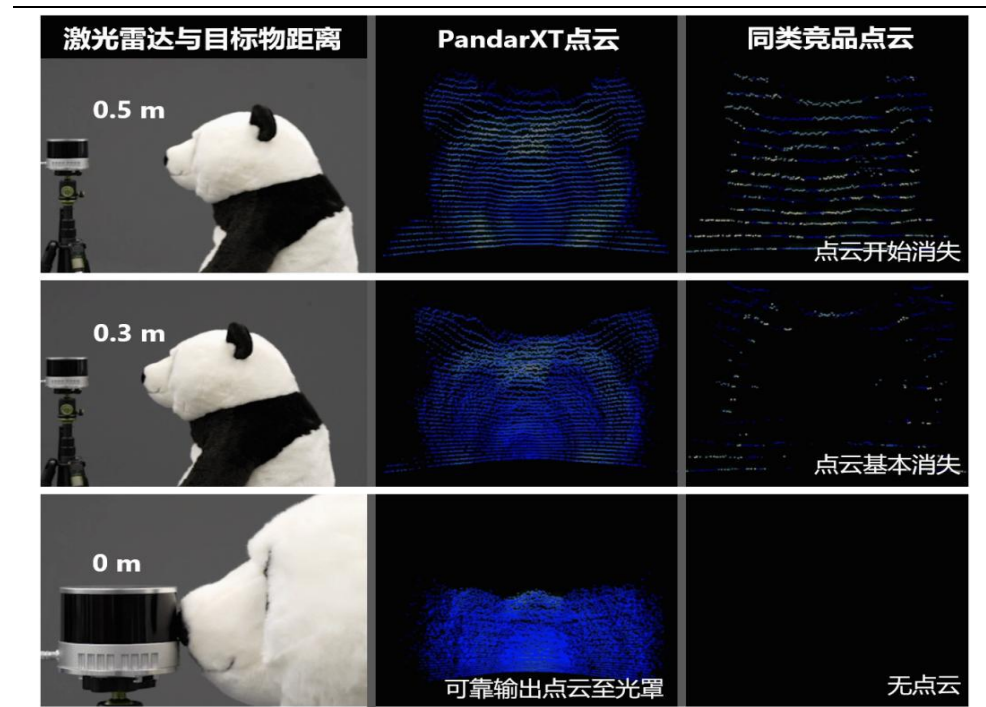 激光雷达与目标物距离
PandarXT点云
同类竞品点云
0.5 m
点云开始消失
0.3 m
点云基本消失
0 m
可靠输出点云至光罩
无点云